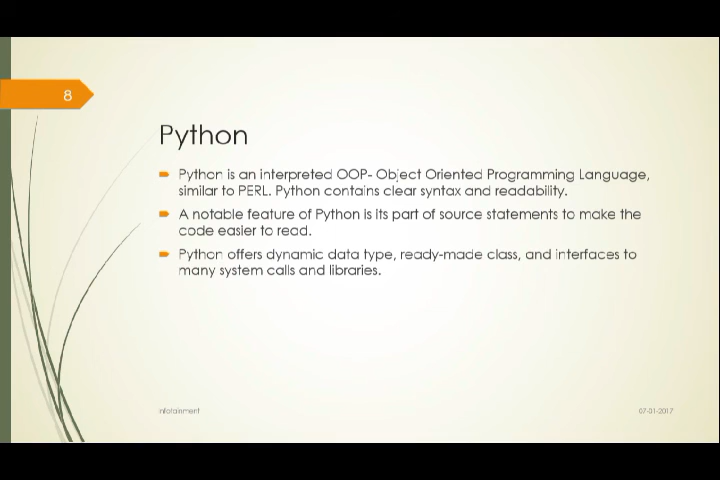 8
Python
Python is an interpreted OOP- Object Oriented Programming Language,
similar to PERL. Python contains clear syntax and readability.
A notable feature of Python is its part of source statements to make the
code easier to read.
Python offers dynamic data type, ready-made class, and interfaces to
many system calls and libraries.
Infotainment
07-01-2017